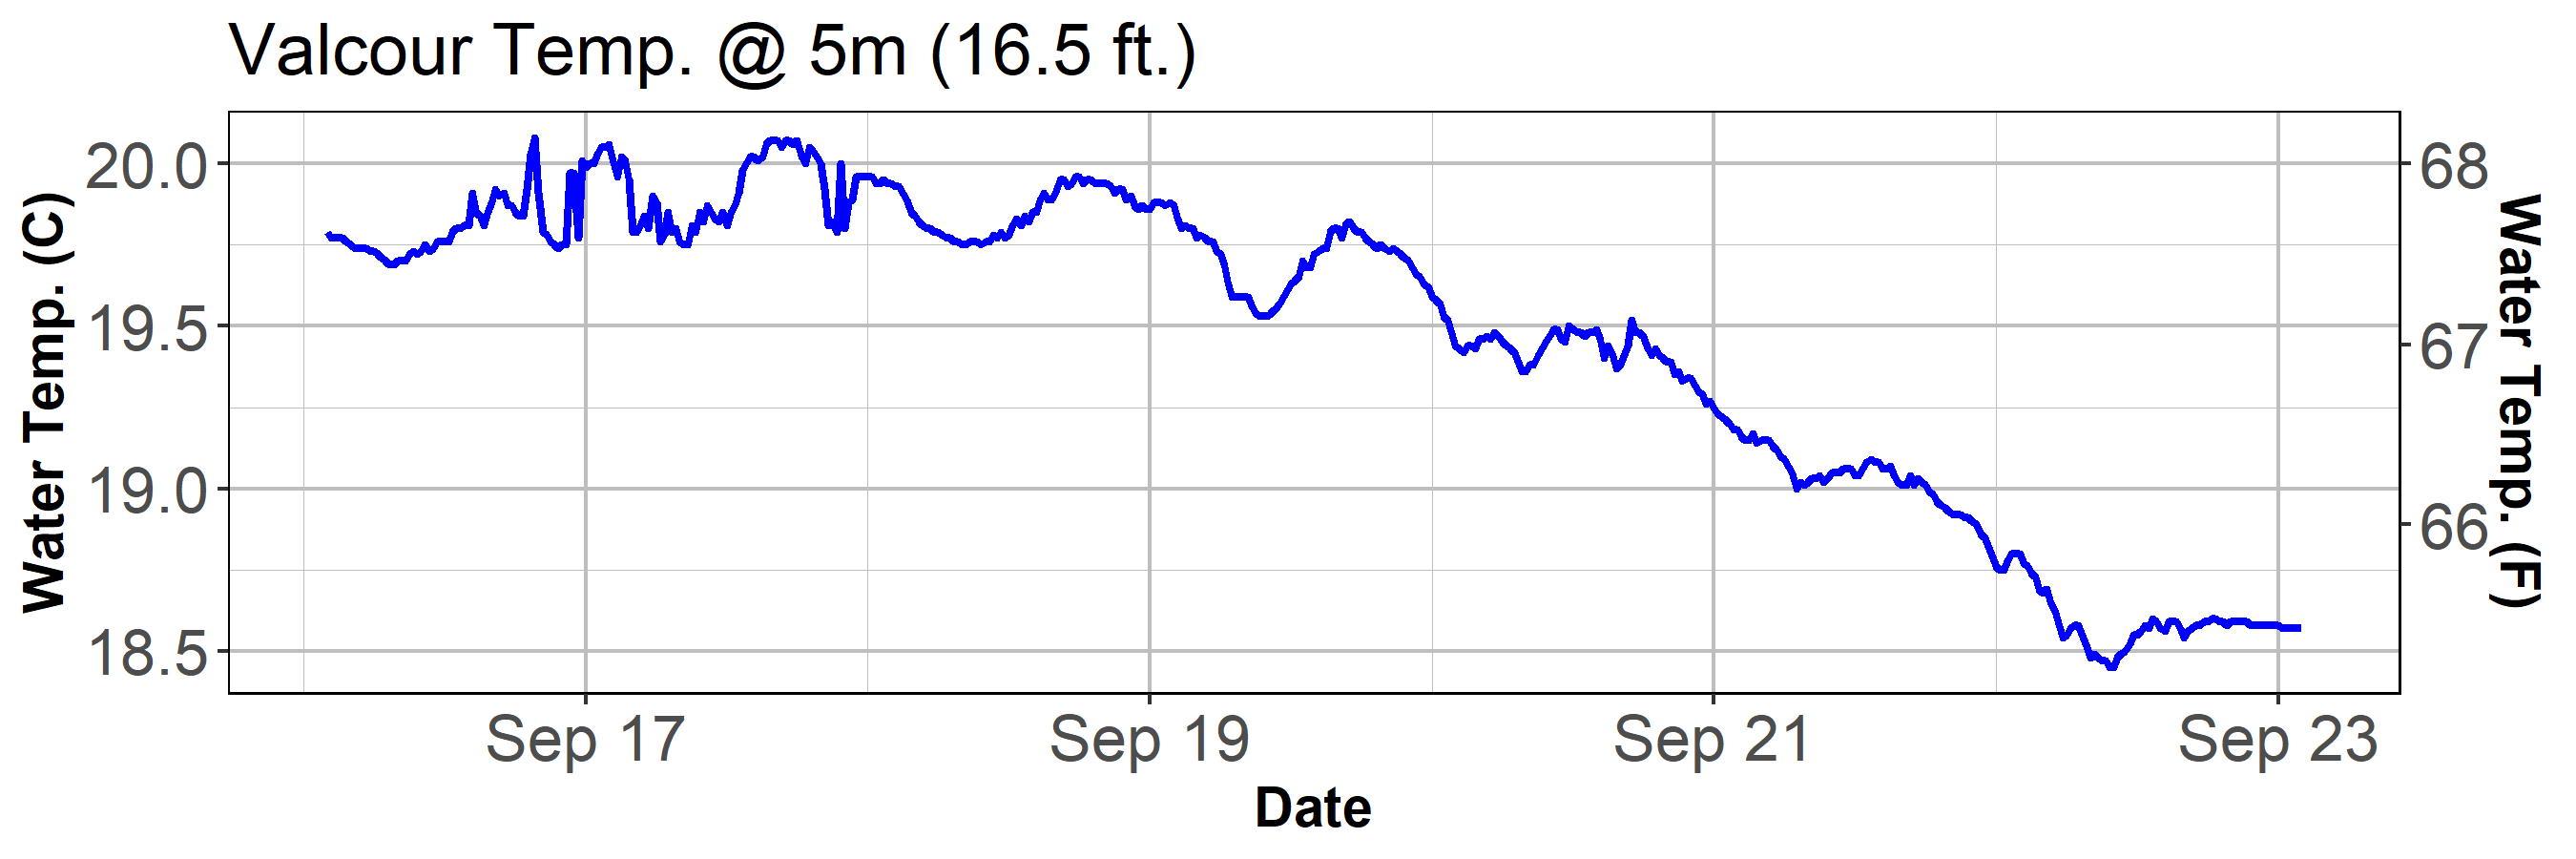 Valcour Temp. @ 5m (16.5 ft.)
Water Temp. (C)
20.0
19.5
19.0
18.5
68
67
66
Water Temp. (F)
Sep 17 Sep 19 Sep 21 Sep 23
Date